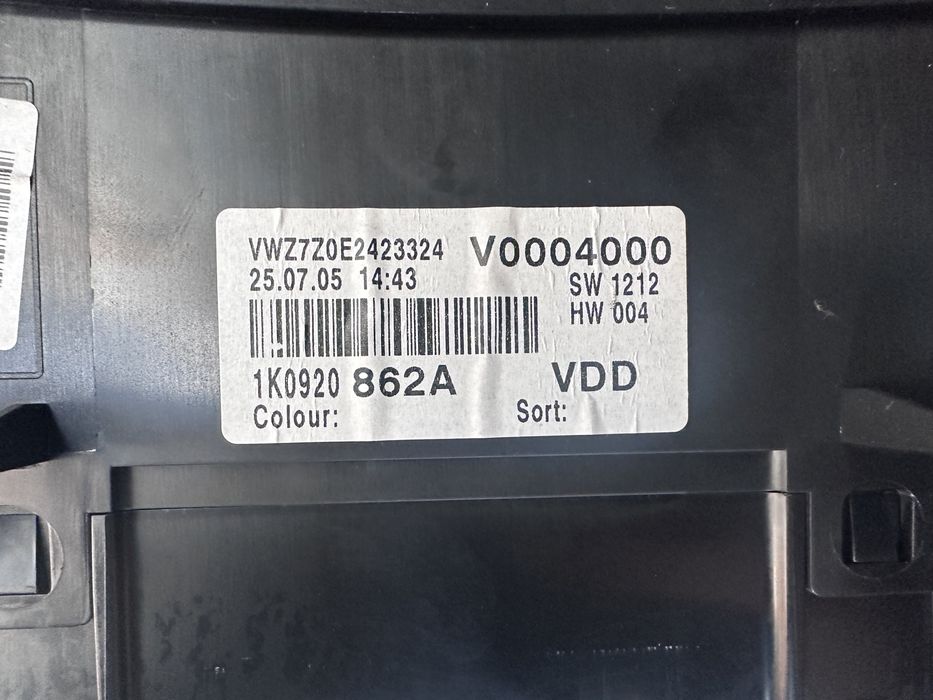 VWZ7Z0E2423324 V0004000
25.07.05 14:43 SW 1212
HW 004
1K0920 862A VDD
Colour: Sort: